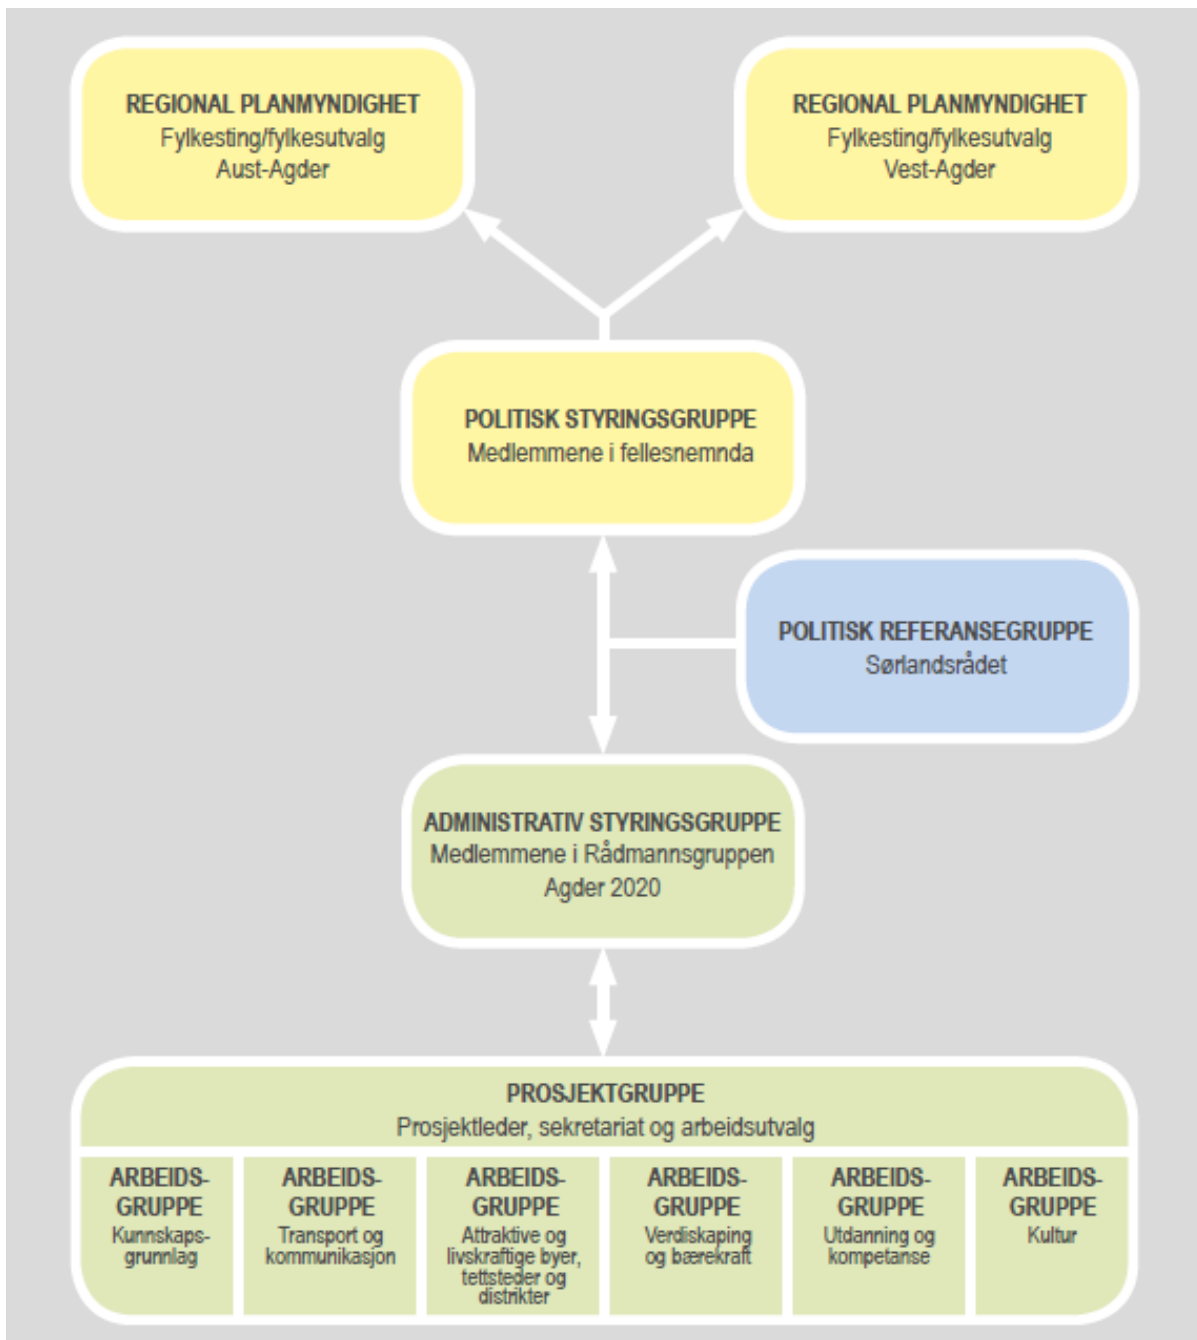 REGIONAL PLANMYNDIGHET
Fylkesting/fylkesutvalg
Aust-Agder
REGIONAL PLANMYNDIGHET
Fylkesting/fylkesutvalg
Vest-Agder
POLITISK STYRINGSGRUPPE
Medlemmene i fellesnemnda
POLITISK REFERANSEGRUPPE
Sørlandsrådet
ADMINISTRATIV STYRINGSGRUPPE
Medlemmene i Rådmannsgruppen
Agder 2020
PROSJEKTGRUPPE
Prosjektleder, sekretariat og arbeidsutvalg
ARBEIDS-
GRUPPE
Kunnskaps-
grunnlag
ARBEIDS-
GRUPPE
Transport og
kommunikasjon
ARBEIDS-
GRUPPE
Attraktive og
livskraftige byer,
tettsteder og
distrikter
ARBEIDS-
GRUPPE
Verdiskaping
og bærekraft
ARBEIDS-
GRUPPE
Utdanning og
kompetanse
ARBEIDS-
GRUPPE
Kultur